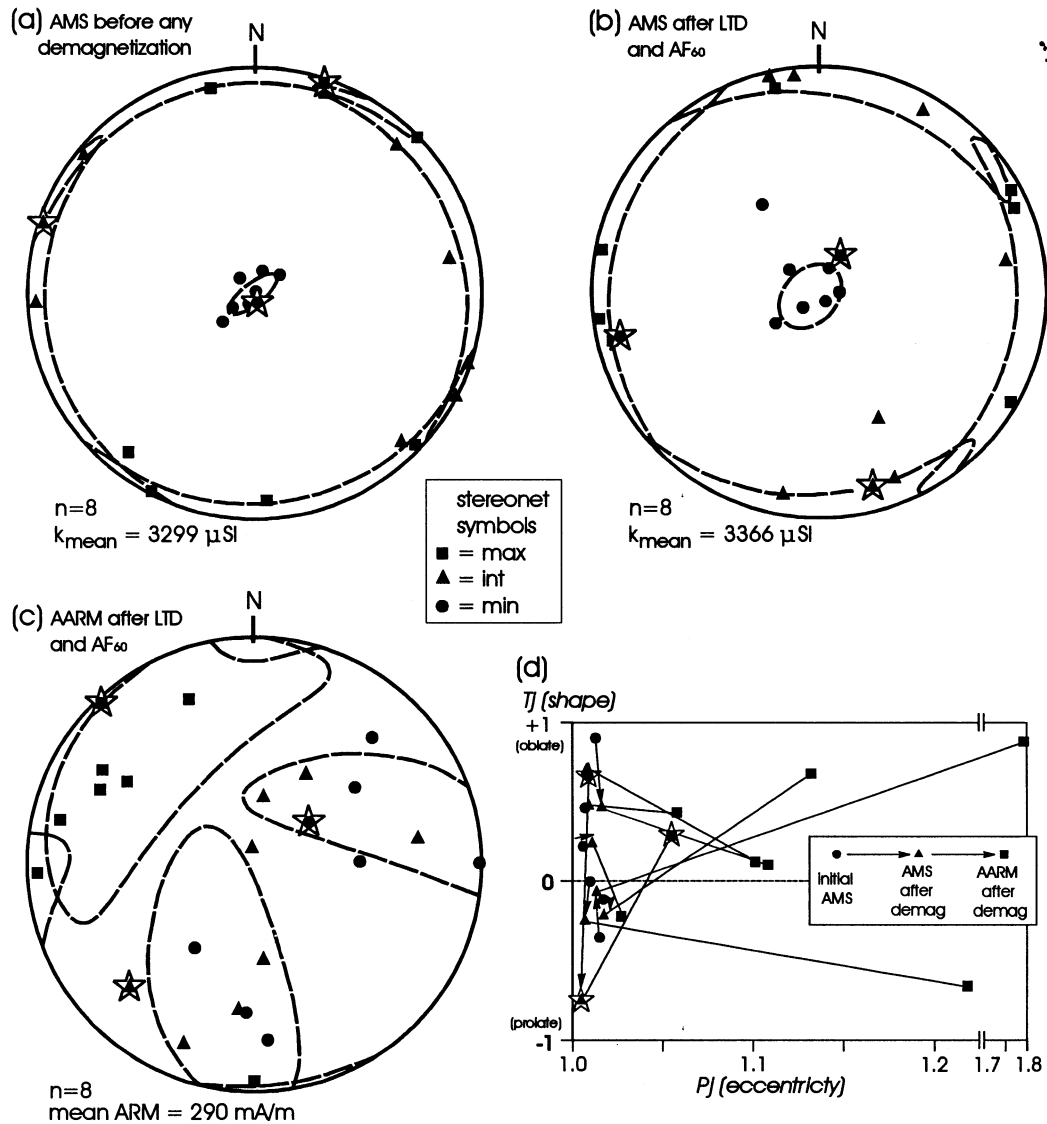 (a) AMS before any
demagnetization
N
n=8
kmean = 3299 µSI
(b) AMS after LTD
and AF60
N
n=8
kmean = 3366 µSI
stereonet
symbols
■ = max
▲ = int
● = min
(c) AARM after LTD
and AF60
N
n=8
mean ARM = 290 mA/m
(d)
TJ (shape)
+1
(oblate)
0
(prolate)
-1
1.0
1.1
1.2
1.7
1.8
PJ (eccentricty)
initial
AMS
AMS
after
demag
AARM
after
demag